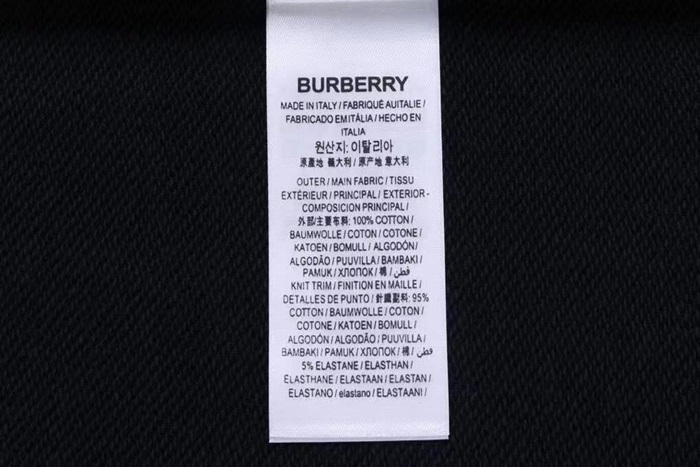 BURBERRY
MADE IN ITALY / FABRIQUÉ AUITALIE /
FABRICADO EM ITÁLIA / HECHO EN
ITALIA
원산지: 이탈리아
原產地 義大利 / 原产地 意大利
OUTER / MAIN FABRIC / TISSU
EXTÉRIEUR / PRINCIPAL / EXTERIOR -
COMPOSICION PRINCIPAL /
外部/主要布料: 100% COTTON /
BAUMWOLLE / COTON / COTONE /
KATOEN / BOMULL / ALGODÓN /
ALGODÃO / PUUVILLA / BAMBAKI /
PAMUK / ХЛОПОК / 棉 / قطن /
KNIT TRIM / FINITION EN MAILLE /
DETALLES DE PUNTO / 針織副料: 95%
COTTON / BAUMWOLLE / COTON /
COTONE / KATOEN / BOMULL /
ALGODÓN / ALGODÃO / PUUVILLA /
BAMBAKI / PAMUK / ХЛОПОК / 棉 / قطن
5% ELASTANE / ELASTHAN /
ELASTHANE / ELASTAAN / ELASTAN /
ELASTANO / elastano / ELASTAANI /